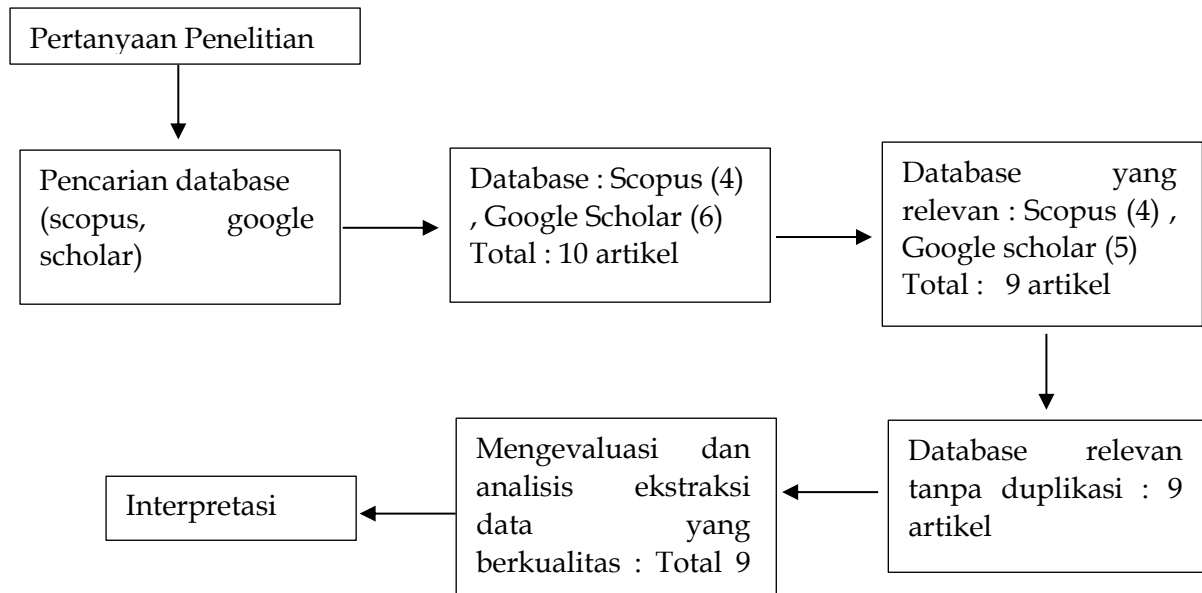 Pertanyaan Penelitian
Pencarian database
(scopus, google
scholar)
Database : Scopus (4)
, Google Scholar (6)
Total : 10 artikel
Database yang
relevan : Scopus (4) ,
Google scholar (5)
Total : 9 artikel
Database relevan
tanpa duplikasi : 9
artikel
Mengevaluasi dan
analisis ekstraksi
data yang
berkualitas : Total 9
Interpretasi